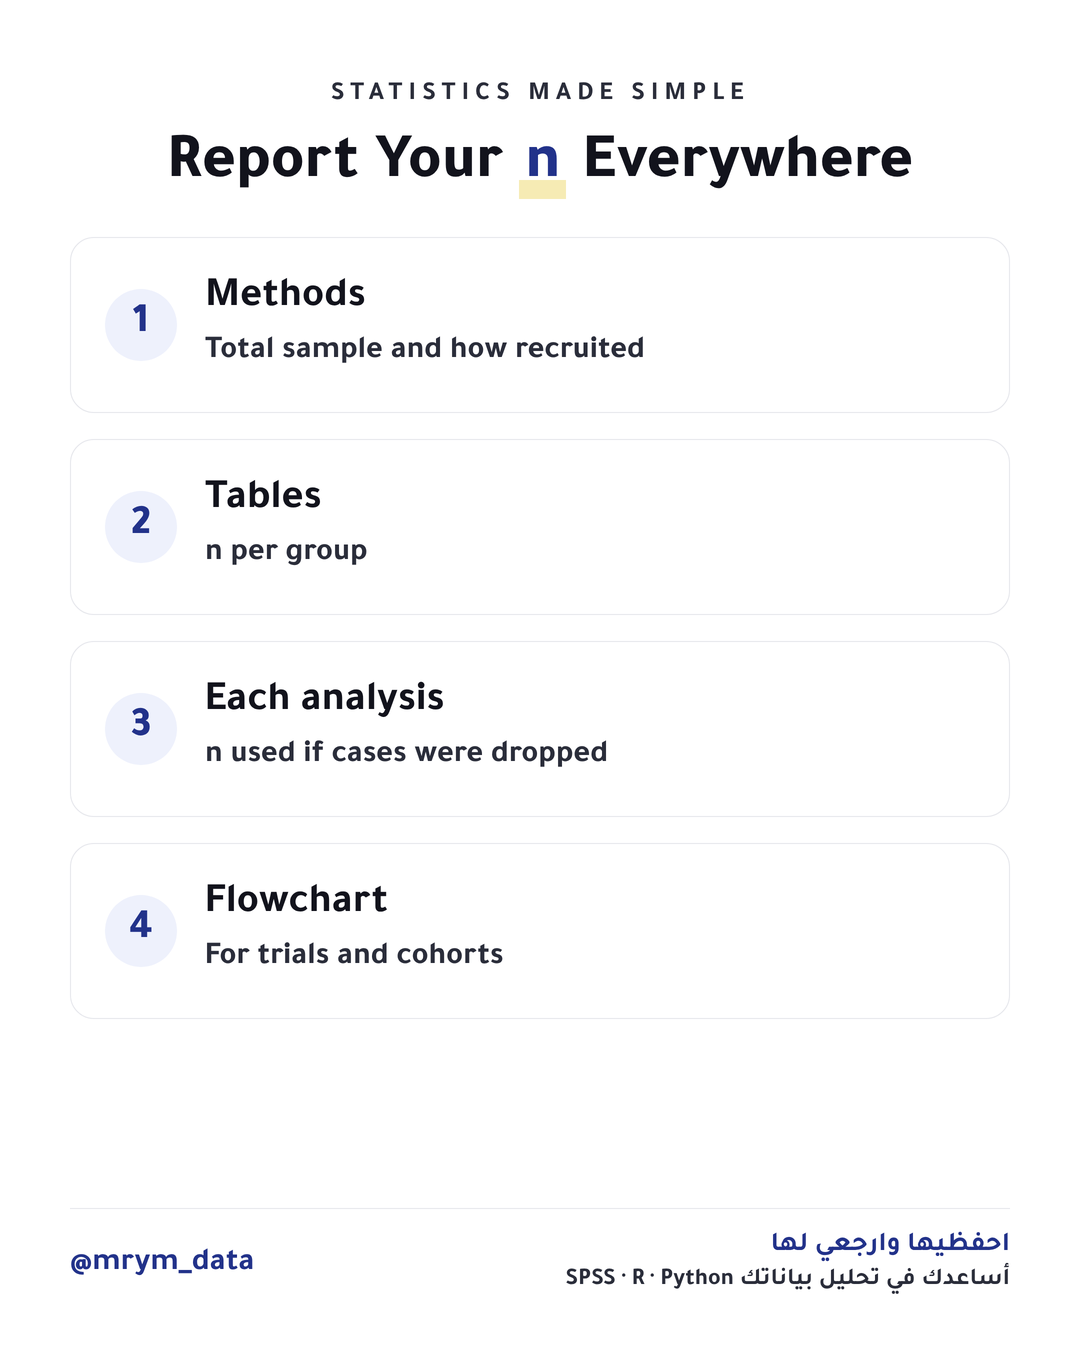 STATISTICS MADE SIMPLE
Report Your n Everywhere
1
Methods
Total sample and how recruited
2
Tables
n per group
3
Each analysis
n used if cases were dropped
4
Flowchart
For trials and cohorts
@mrym_data
احفظيها وارجعي لها
أساعدك في تحليل بياناتك SPSS · R · Python